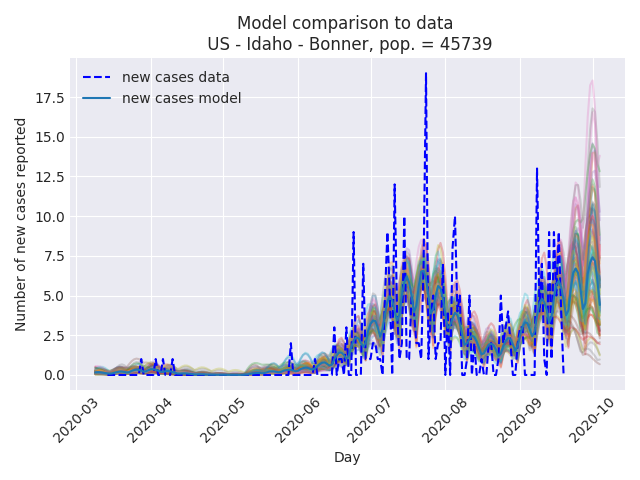 Model comparison to data
US - Idaho - Bonner, pop. = 45739
new cases data
new cases model
Number of new cases reported
17.5
15.0
12.5
10.0
7.5
5.0
2.5
0.0
2020-03
2020-04
2020-05
2020-06
2020-07
2020-08
2020-09
2020-10
Day